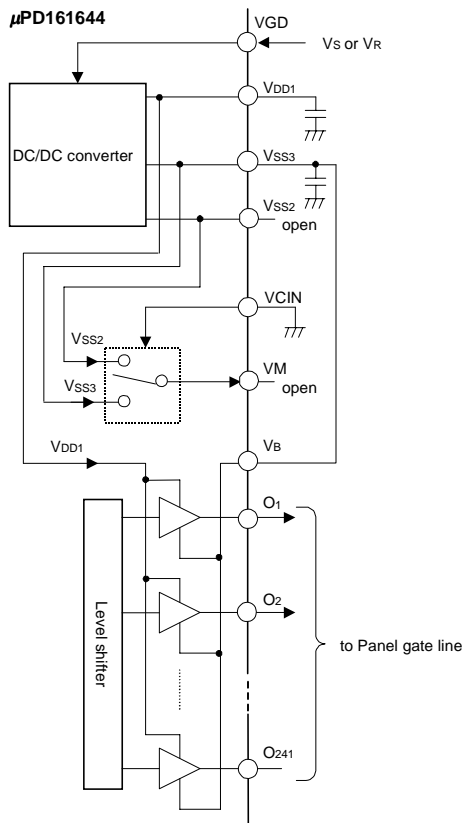 µPD161644
VGD
VS or VR
VDD1
DC/DC converter
VSS3
VSS2
open
VCIN
VSS2
VM
open
VSS3
VDD1
VB
O1
O2
Level shifter
to Panel gate line
O241